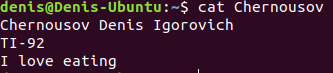 denis@Denis-Ubuntu:~$ cat Chernousov
Chernousov Denis Igorovich
TI-92
I love eating